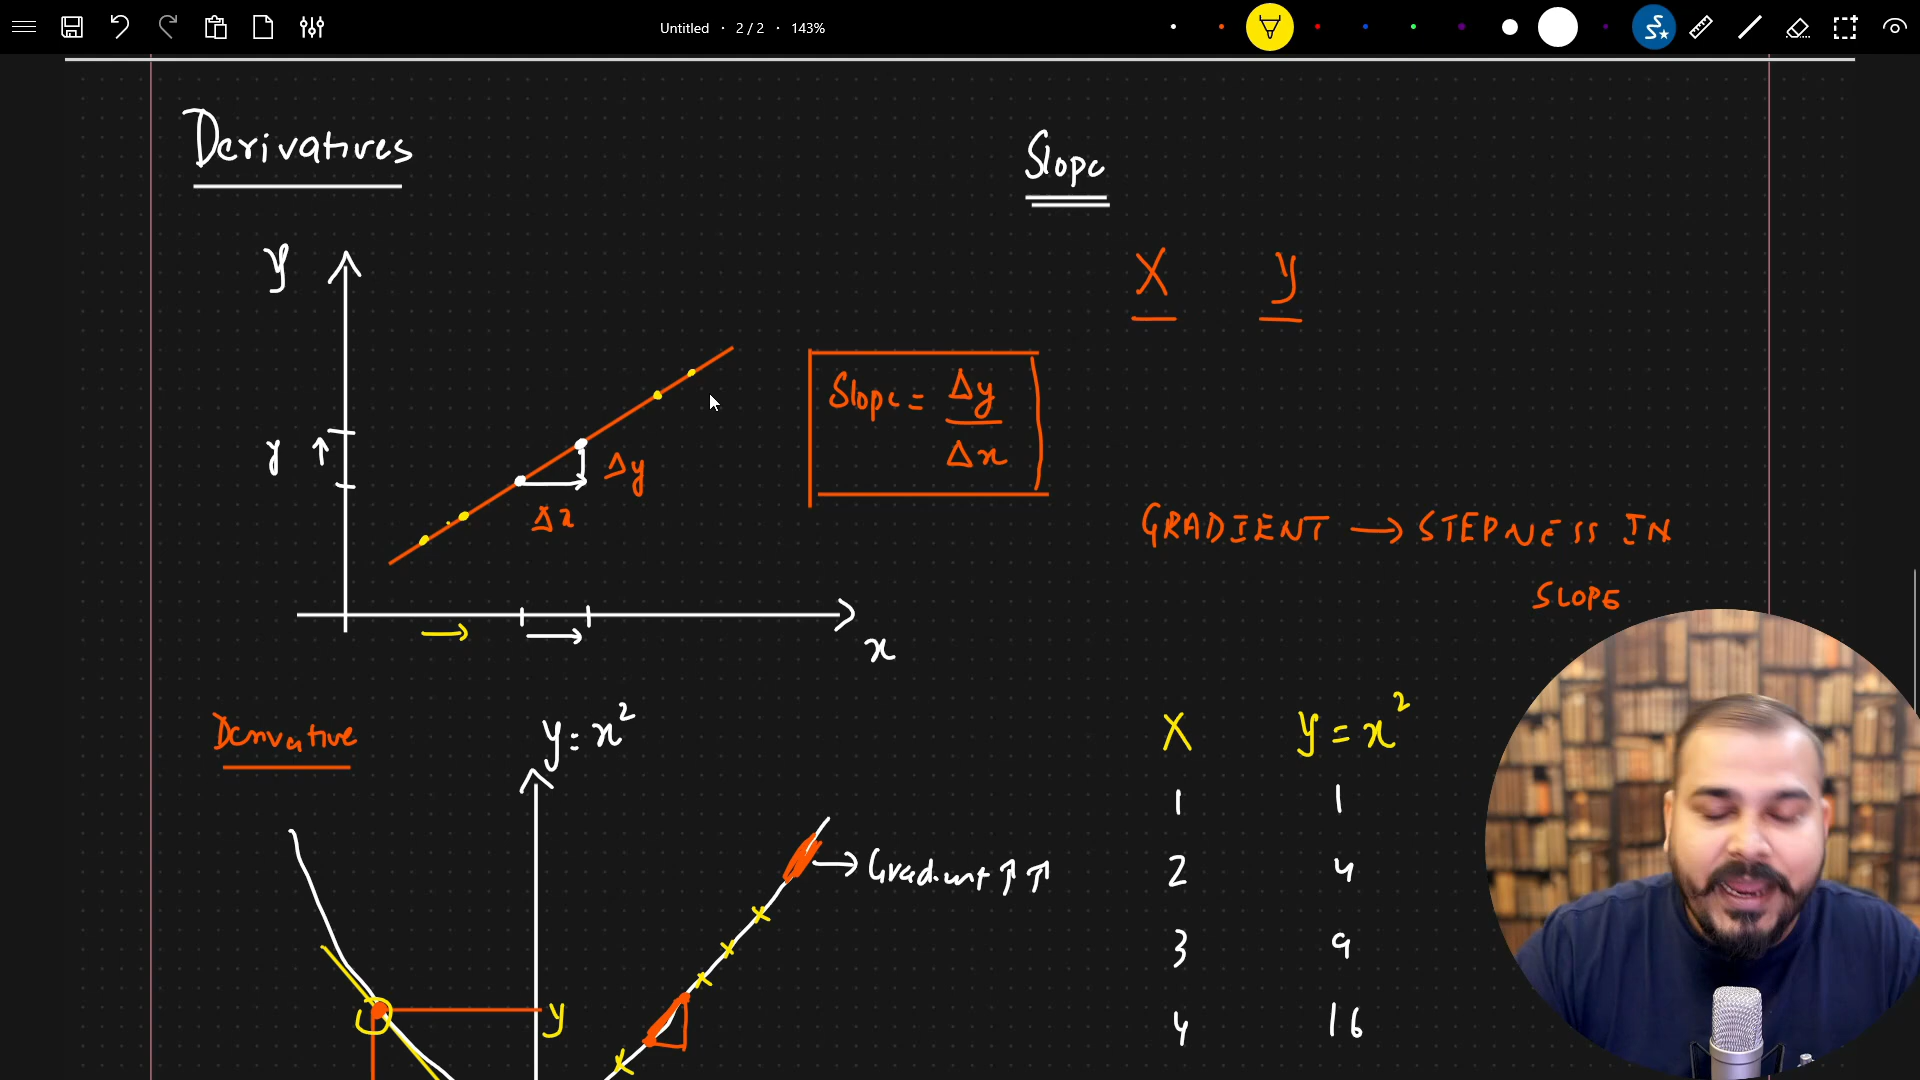 Untitled · 2 / 2 · 143%
Derivatives
Slope
y
X y
Slope = Δy
Δx
y
Δy
Δx
GRADIENT → STEPNESS IN
SLOPE
x
Derivative
y = x²
X y = x²
1 1
2 4
Gradient ↑ ↑
3 9
y
4 16